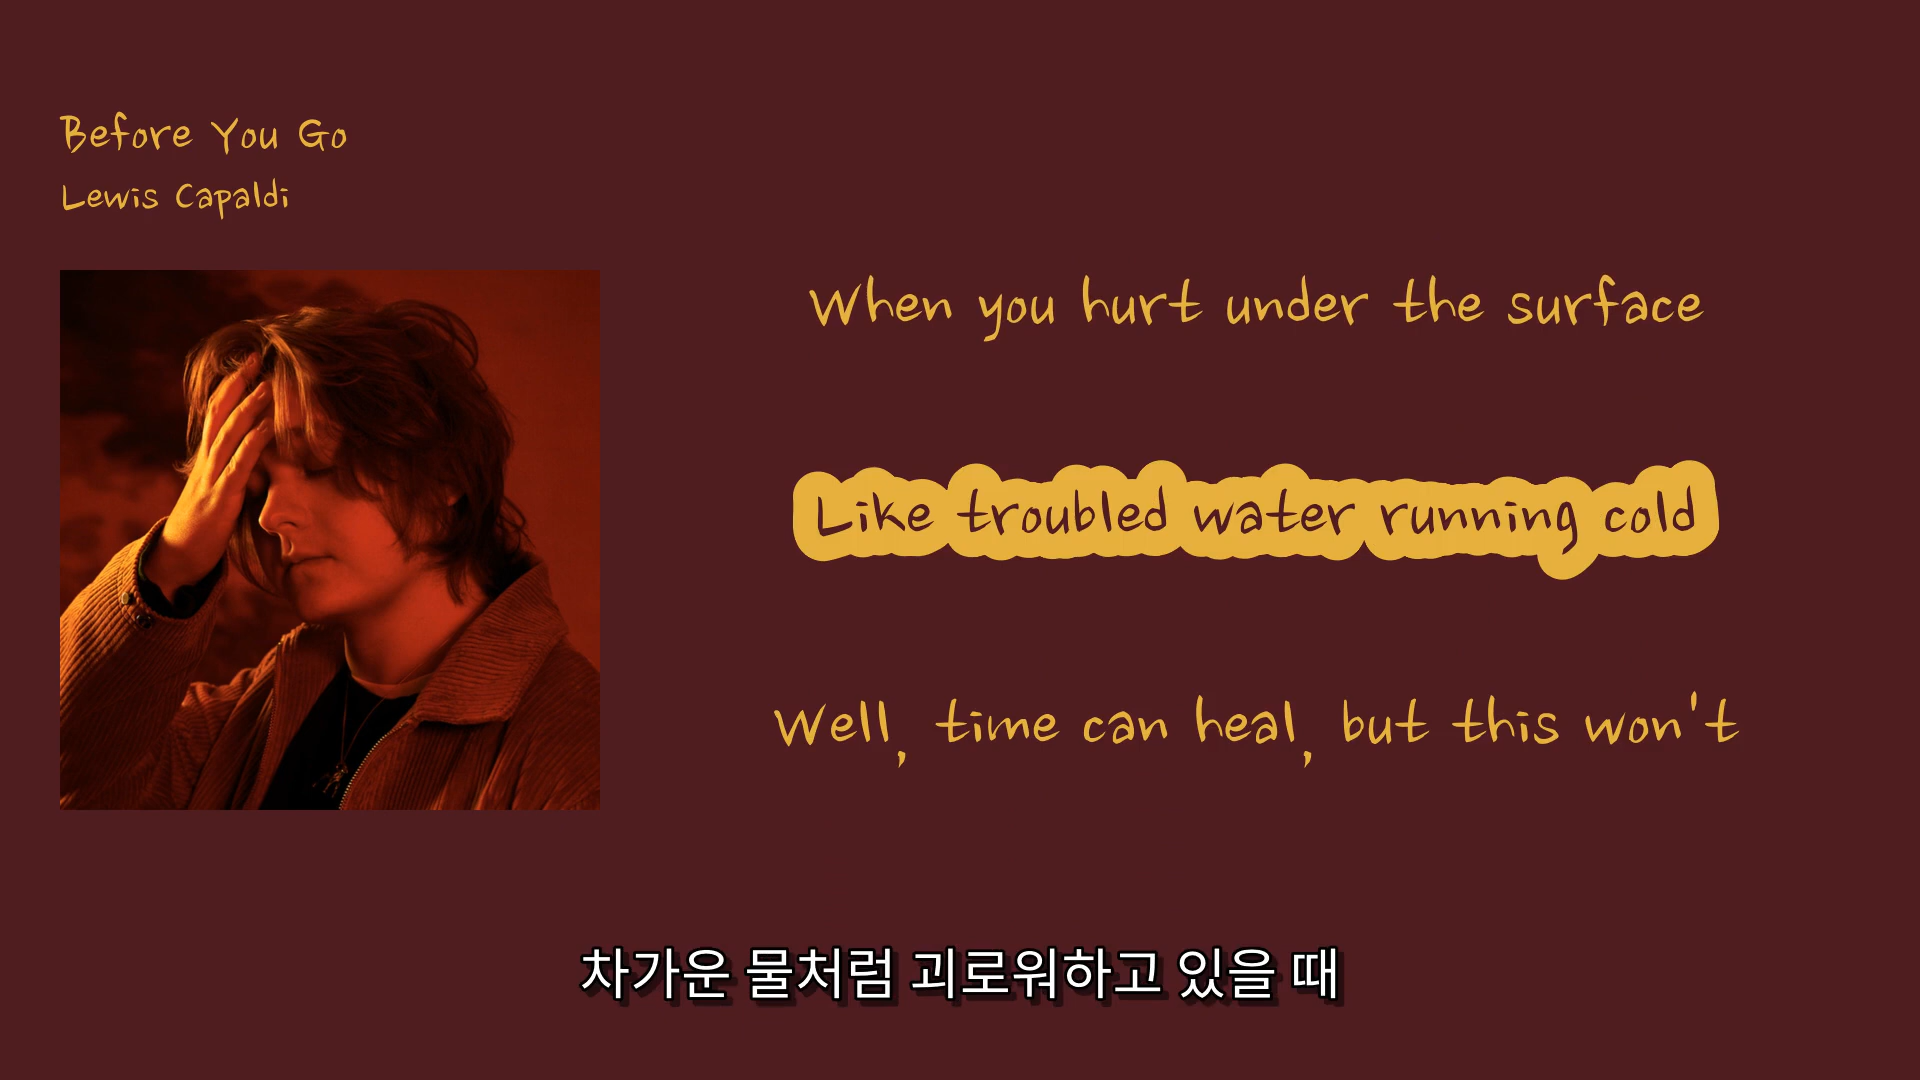 Before You Go
Lewis Capaldi
When you hurt under the surface
Like troubled water running cold
Well, time can heal, but this won't
차가운 물처럼 괴로워하고 있을 때